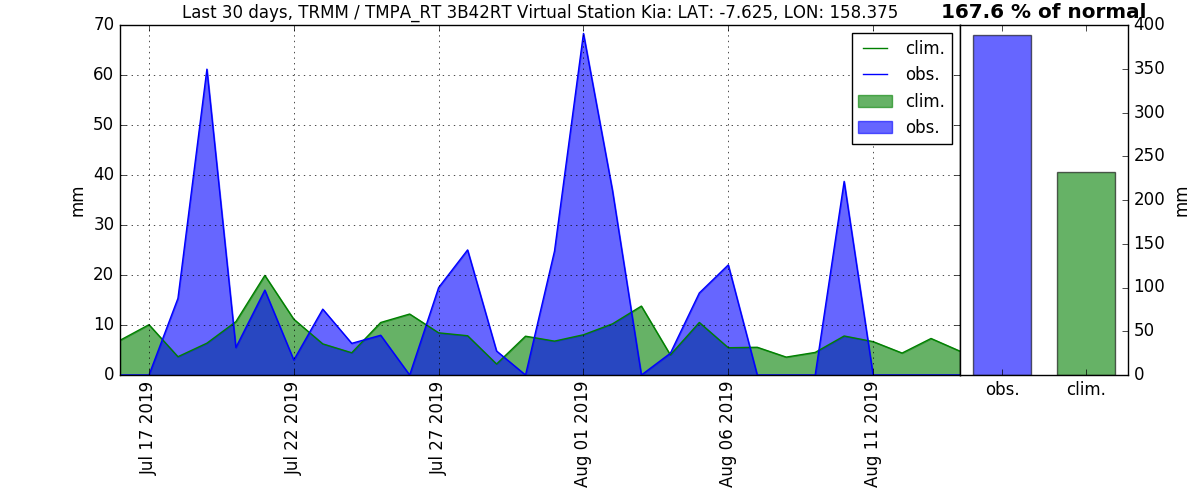 Last 30 days, TRMM / TMPA_RT 3B42RT Virtual Station Kia: LAT: -7.625, LON: 158.375
167.6 % of normal
70
60
50
40
30
20
10
0
mm
Jul 17 2019
Jul 22 2019
Jul 27 2019
Aug 01 2019
Aug 06 2019
Aug 11 2019
clim.
obs.
clim.
obs.
400
350
300
250
200
150
100
50
0
mm
obs.
clim.